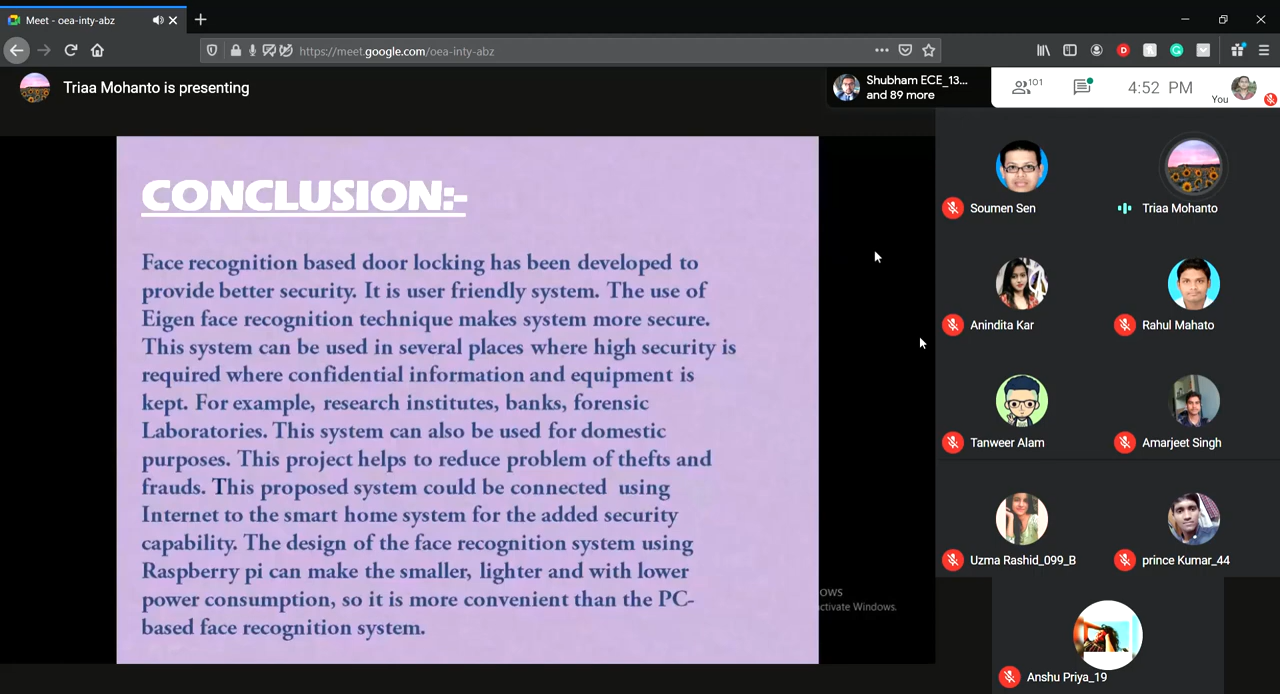 Meet - oea-inty-abz
https://meet.google.com/oea-inty-abz
Triaa Mohanto is presenting
Shubham ECE_13...
and 89 more
101
4:52 PM
You
CONCLUSION:-
Face recognition based door locking has been developed to
provide better security. It is user friendly system. The use of
Eigen face recognition technique makes system more secure.
This system can be used in several places where high security is
required where confidential information and equipment is
kept. For example, research institutes, banks, forensic
Laboratories. This system can also be used for domestic
purposes. This project helps to reduce problem of thefts and
frauds. This proposed system could be connected using
Internet to the smart home system for the added security
capability. The design of the face recognition system using
Raspberry pi can make the smaller, lighter and with lower
power consumption, so it is more convenient than the PC-
based face recognition system.
Soumen Sen
Triaa Mohanto
Anindita Kar
Rahul Mahato
Tanweer Alam
Amarjeet Singh
Uzma Rashid_099_B
prince Kumar_44
Anshu Priya_19
ows
ctivate Windows.